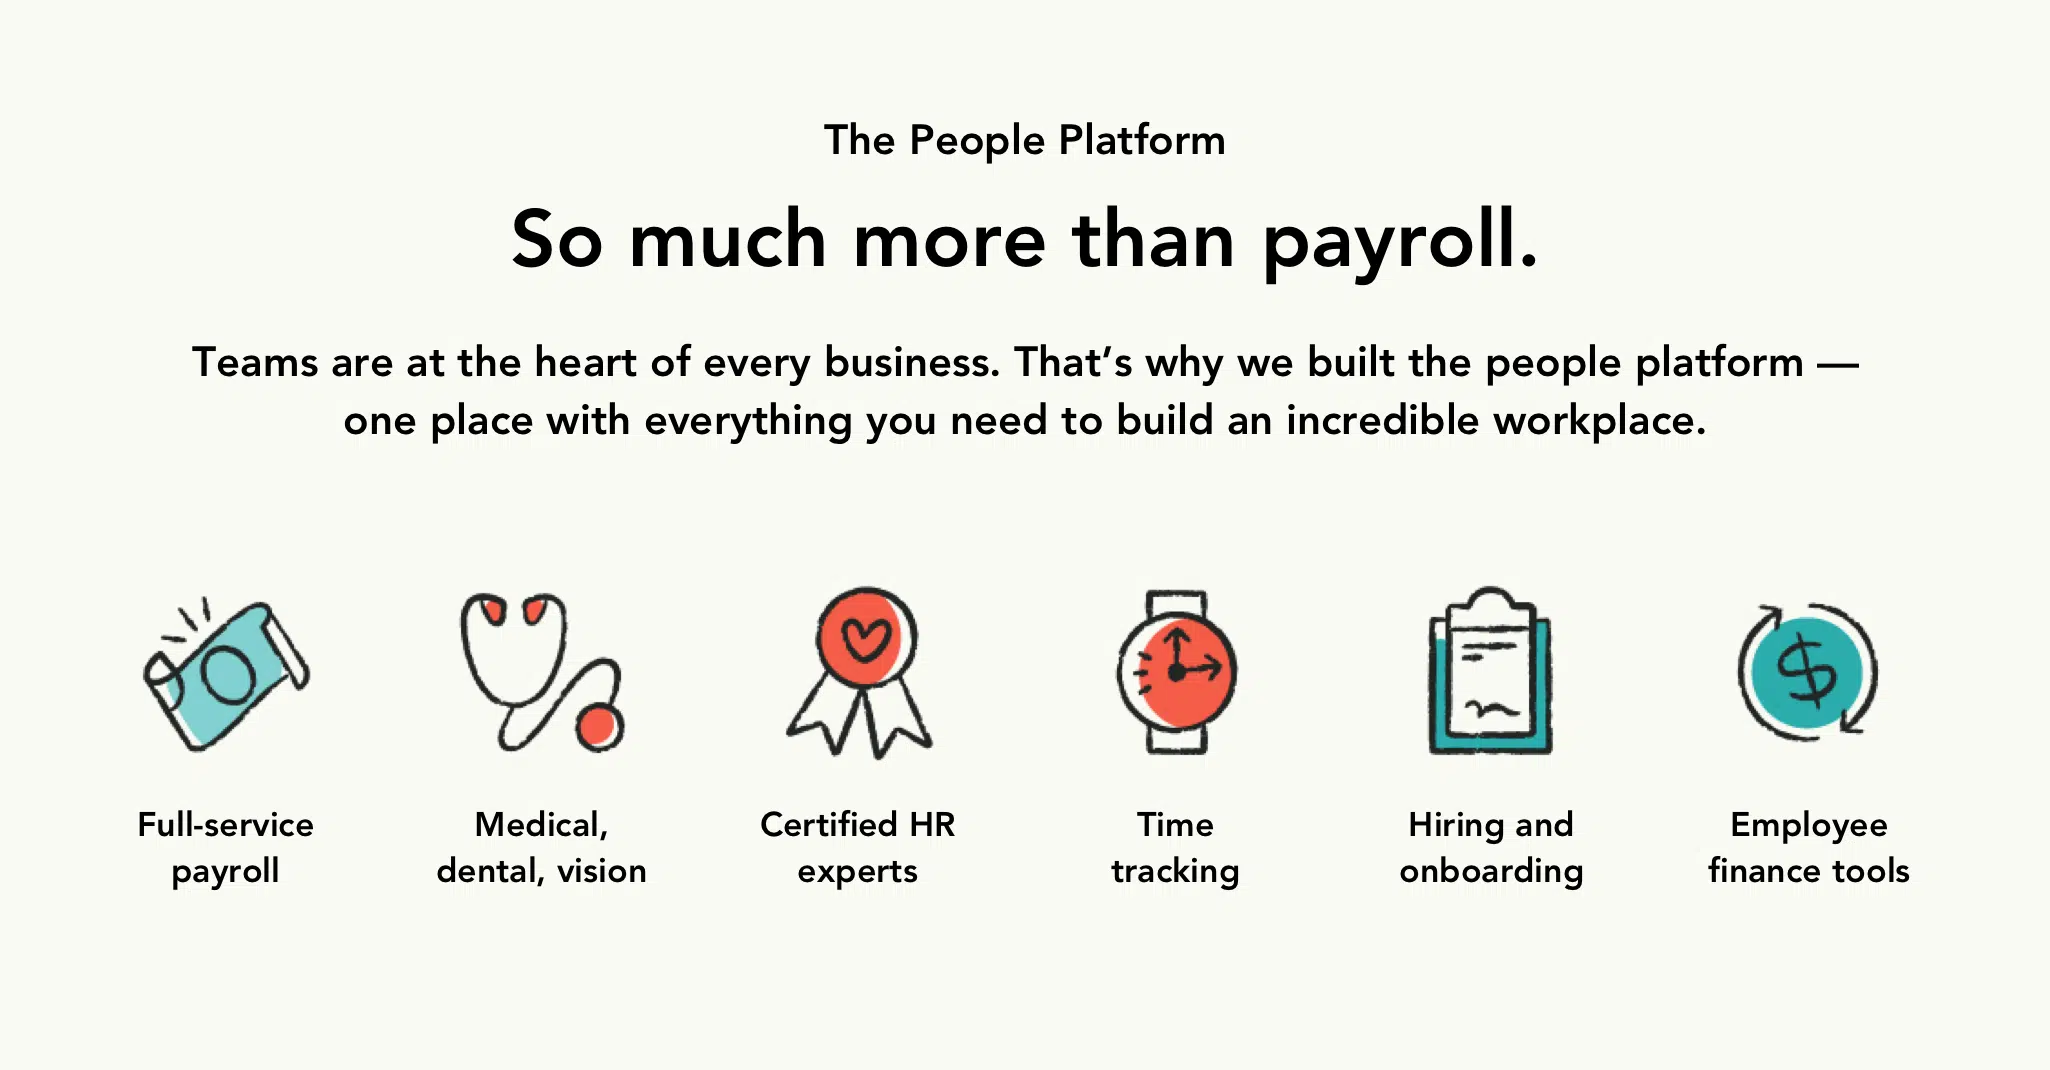 The People Platform
So much more than payroll.
Teams are at the heart of every business. That’s why we built the people platform —
one place with everything you need to build an incredible workplace.
Full-service
payroll
Medical,
dental, vision
Certified HR
experts
Time
tracking
Hiring and
onboarding
$
Employee
finance tools